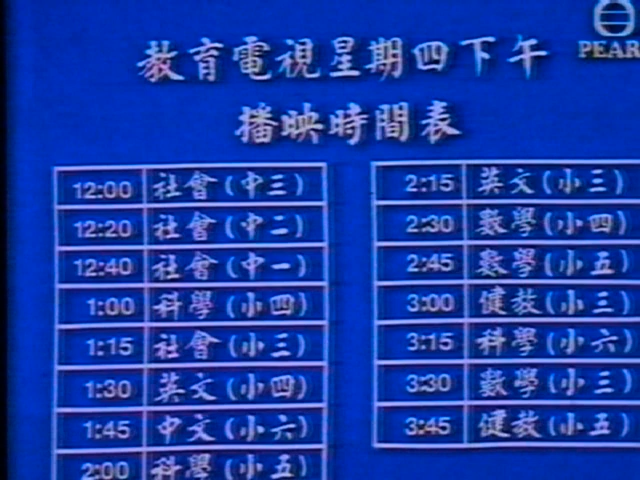 PEAR
教育電視星期四下午
播映時間表
12:00 社會(中三)
12:20 社會(中二)
12:40 社會(中一)
1:00 科學(小四)
1:15 社會(小三)
1:30 英文(小四)
1:45 中文(小六)
2:00 科學(小五)
2:15 英文(小三)
2:30 數學(小四)
2:45 數學(小五)
3:00 健教(小三)
3:15 科學(小六)
3:30 數學(小三)
3:45 健教(小五)